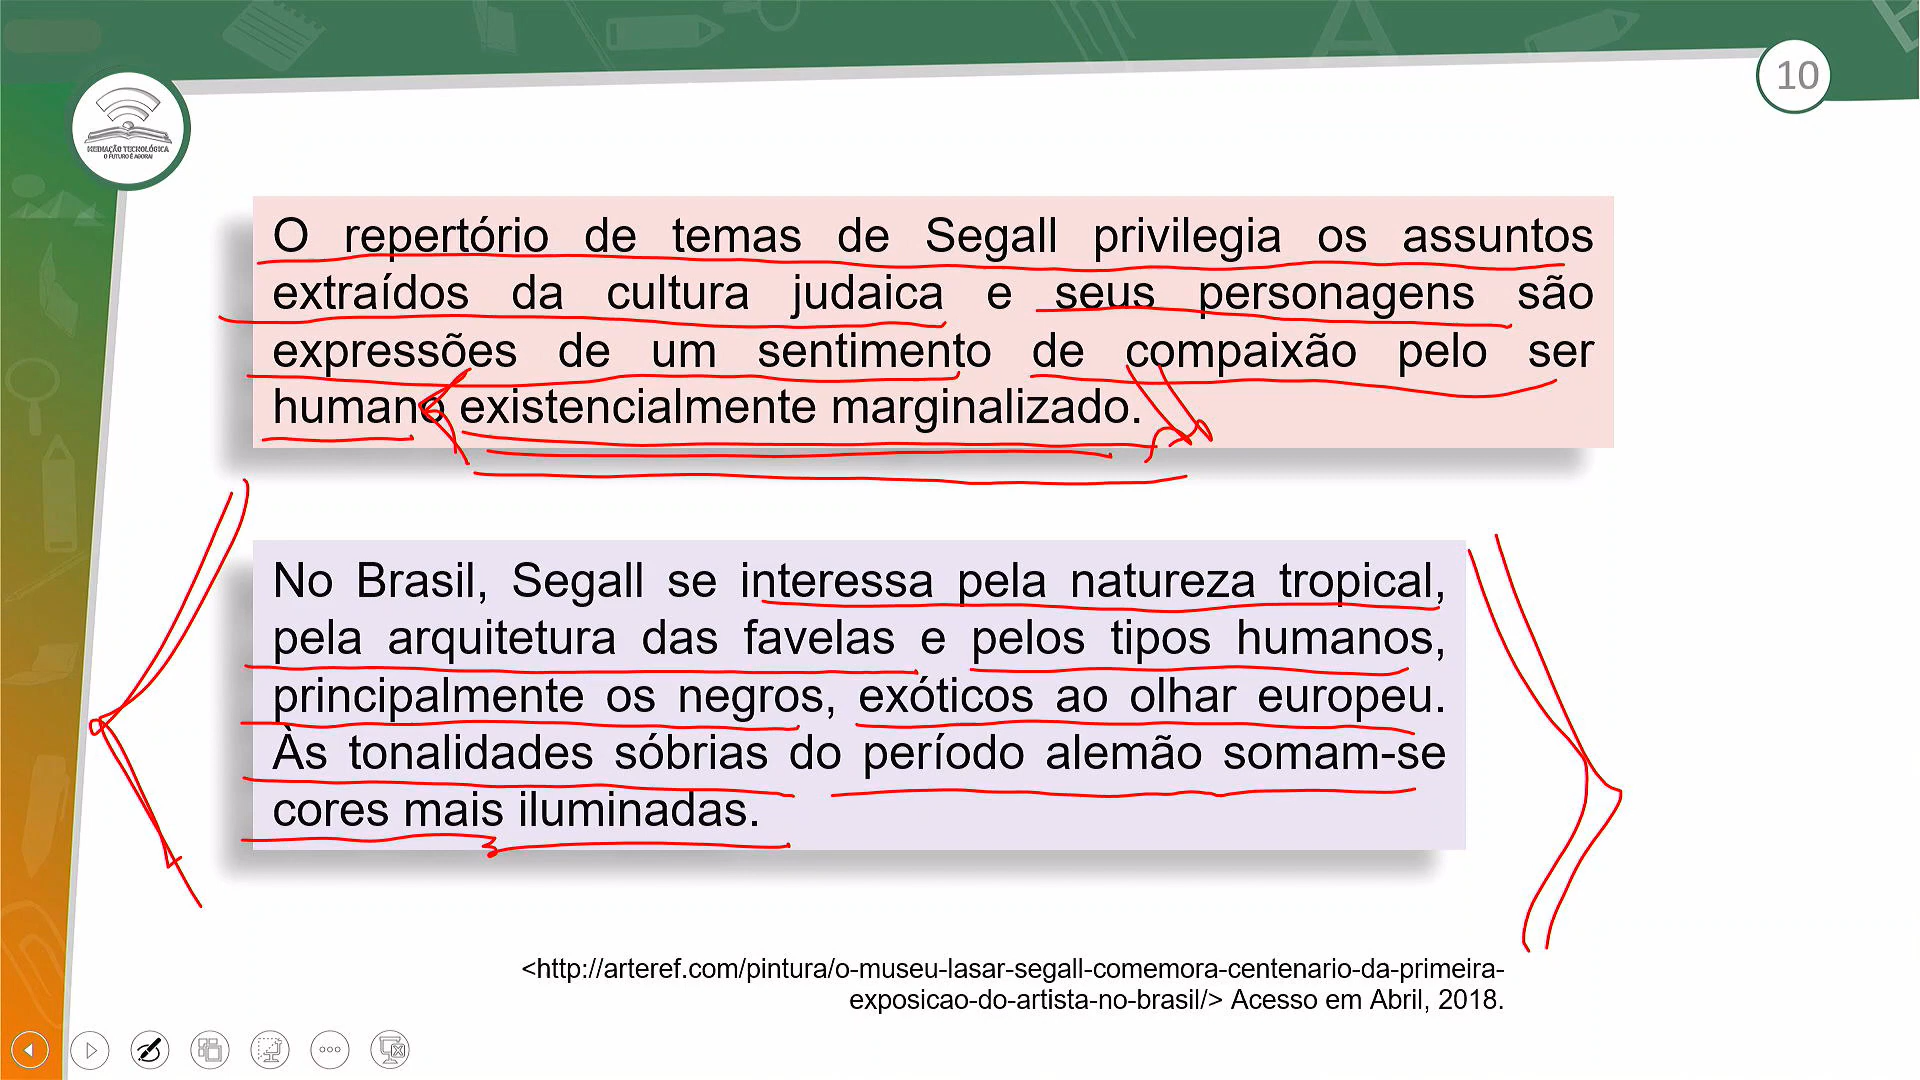 10
MEDIAÇÃO TECNOLÓGICA
O FUTURO É AGORA!
O repertório de temas de Segall privilegia os assuntos
extraídos da cultura judaica e seus personagens são
expressões de um sentimento de compaixão pelo ser
humano existencialmente marginalizado.
No Brasil, Segall se interessa pela natureza tropical,
pela arquitetura das favelas e pelos tipos humanos,
principalmente os negros, exóticos ao olhar europeu.
Às tonalidades sóbrias do período alemão somam-se
cores mais iluminadas.
<http://arteref.com/pintura/o-museu-lasar-segall-comemora-centenario-da-primeira-
exposicao-do-artista-no-brasil/> Acesso em Abril, 2018.